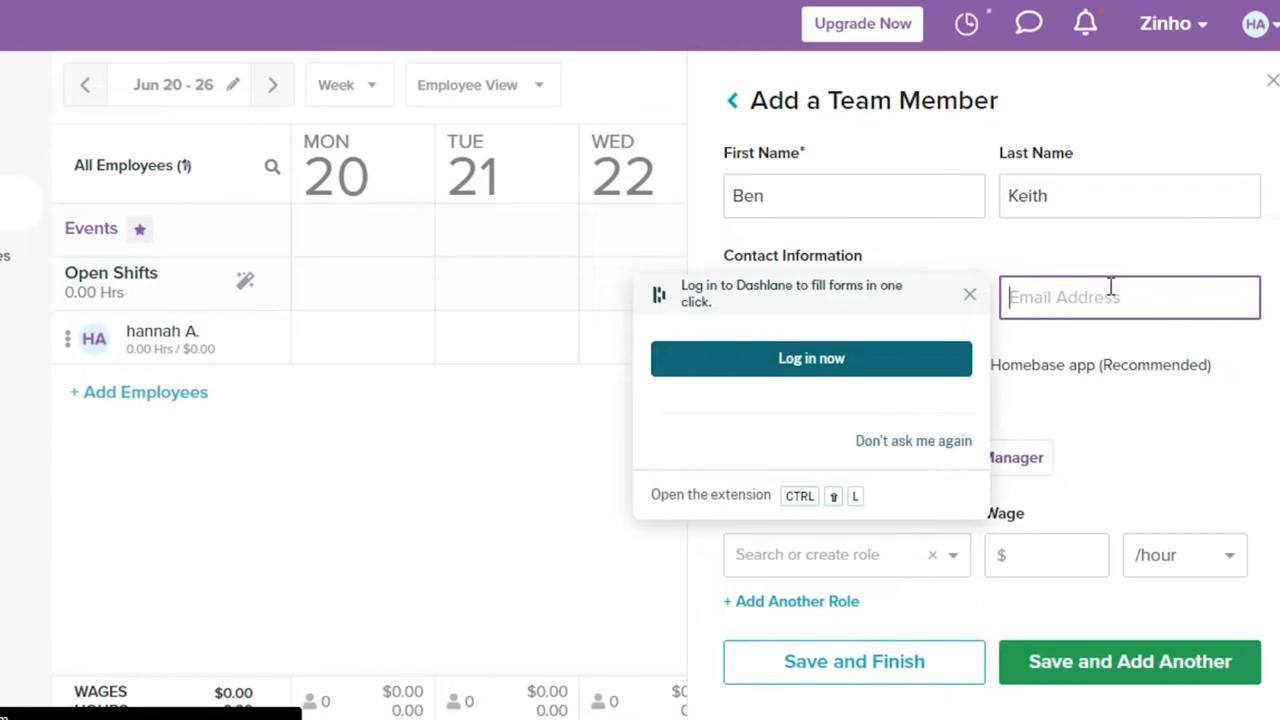 Upgrade Now
Zinho
HA
Jun 20 - 26
Week
Employee View
Add a Team Member
MON
TUE
WED
All Employees (1)
20
21
22
First Name*
Last Name
Ben
Keith
Events
Contact Information
Open Shifts
0.00 Hrs
Log in to Dashlane to fill forms in one
click.
Email Address
HA
hannah A.
0.00 Hrs / $0.00
Log in now
Homebase app (Recommended)
+ Add Employees
Don't ask me again
Manager
Open the extension CTRL ⇧ L
Wage
Search or create role
$
/hour
+ Add Another Role
Save and Finish
Save and Add Another
WAGES
$0.00
0
$0.00
0.00
0
$0.00
0.00
0